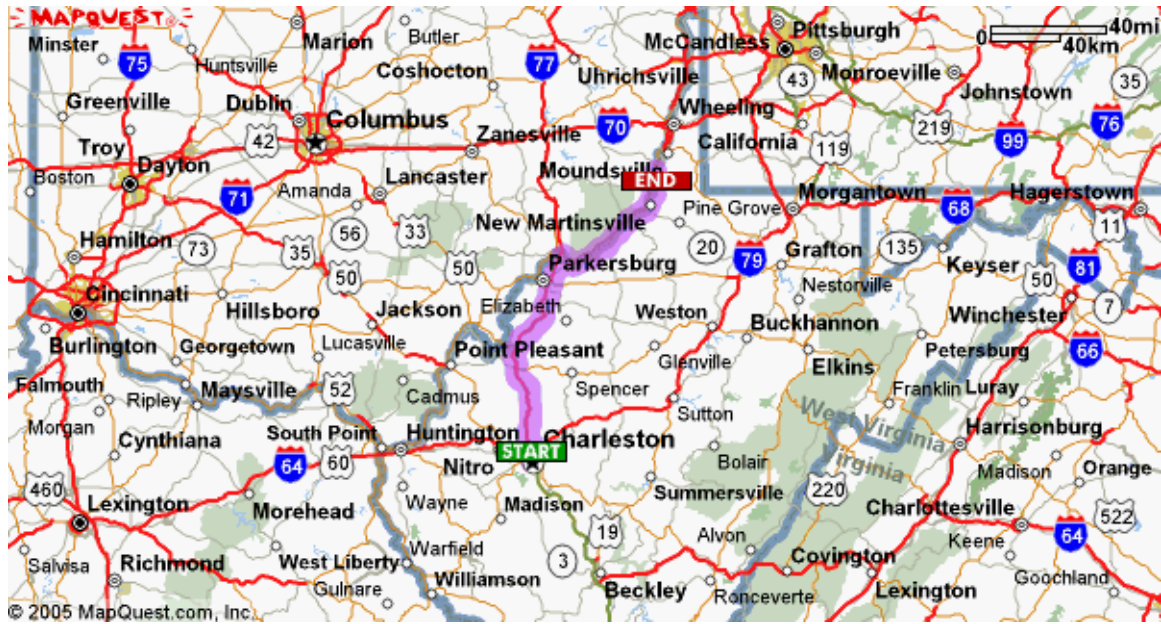 MAPQUEST
40mi
40km
Minster
75
Marion
Butler
77
McCandless
Pittsburgh
Huntsville
Coshocton
Uhrichsville
43
Monroeville
35
Greenville
Dublin
Johnstown
Columbus
Wheeling
Troy
42
Zanesville
70
California
219
99
76
Dayton
119
Boston
71
Amanda
Lancaster
Moundsville
END
Morgantown
Hagerstown
New Martinsville
Pine Grove
68
Hamilton
73
35
56
33
20
79
Grafton
135
11
50
50
Parkersburg
Keyser
50
81
Cincinnati
Nestorville
7
Hillsboro
Jackson
Elizabeth
Weston
Buckhannon
Winchester
Burlington
Georgetown
Lucasville
Point Pleasant
Glenville
Petersburg
66
Falmouth
Maysville
52
Cadmus
Spencer
Elkins
Franklin
Luray
Ripley
Sutton
Morgan
West Virginia
Cynthiana
South Point
Huntington
START
Charleston
Harrisonburg
Virginia
64
60
Nitro
Bolair
Madison
Orange
460
Wayne
Madison
Summersville
220
Lexington
Morehead
Charlottesville
522
19
Alvon
Keene
64
Salvisa
Richmond
West Liberty
Warfield
3
Covington
Gulnare
Williamson
Beckley
Ronceverte
Lexington
Goochland
© 2005 MapQuest.com, Inc.